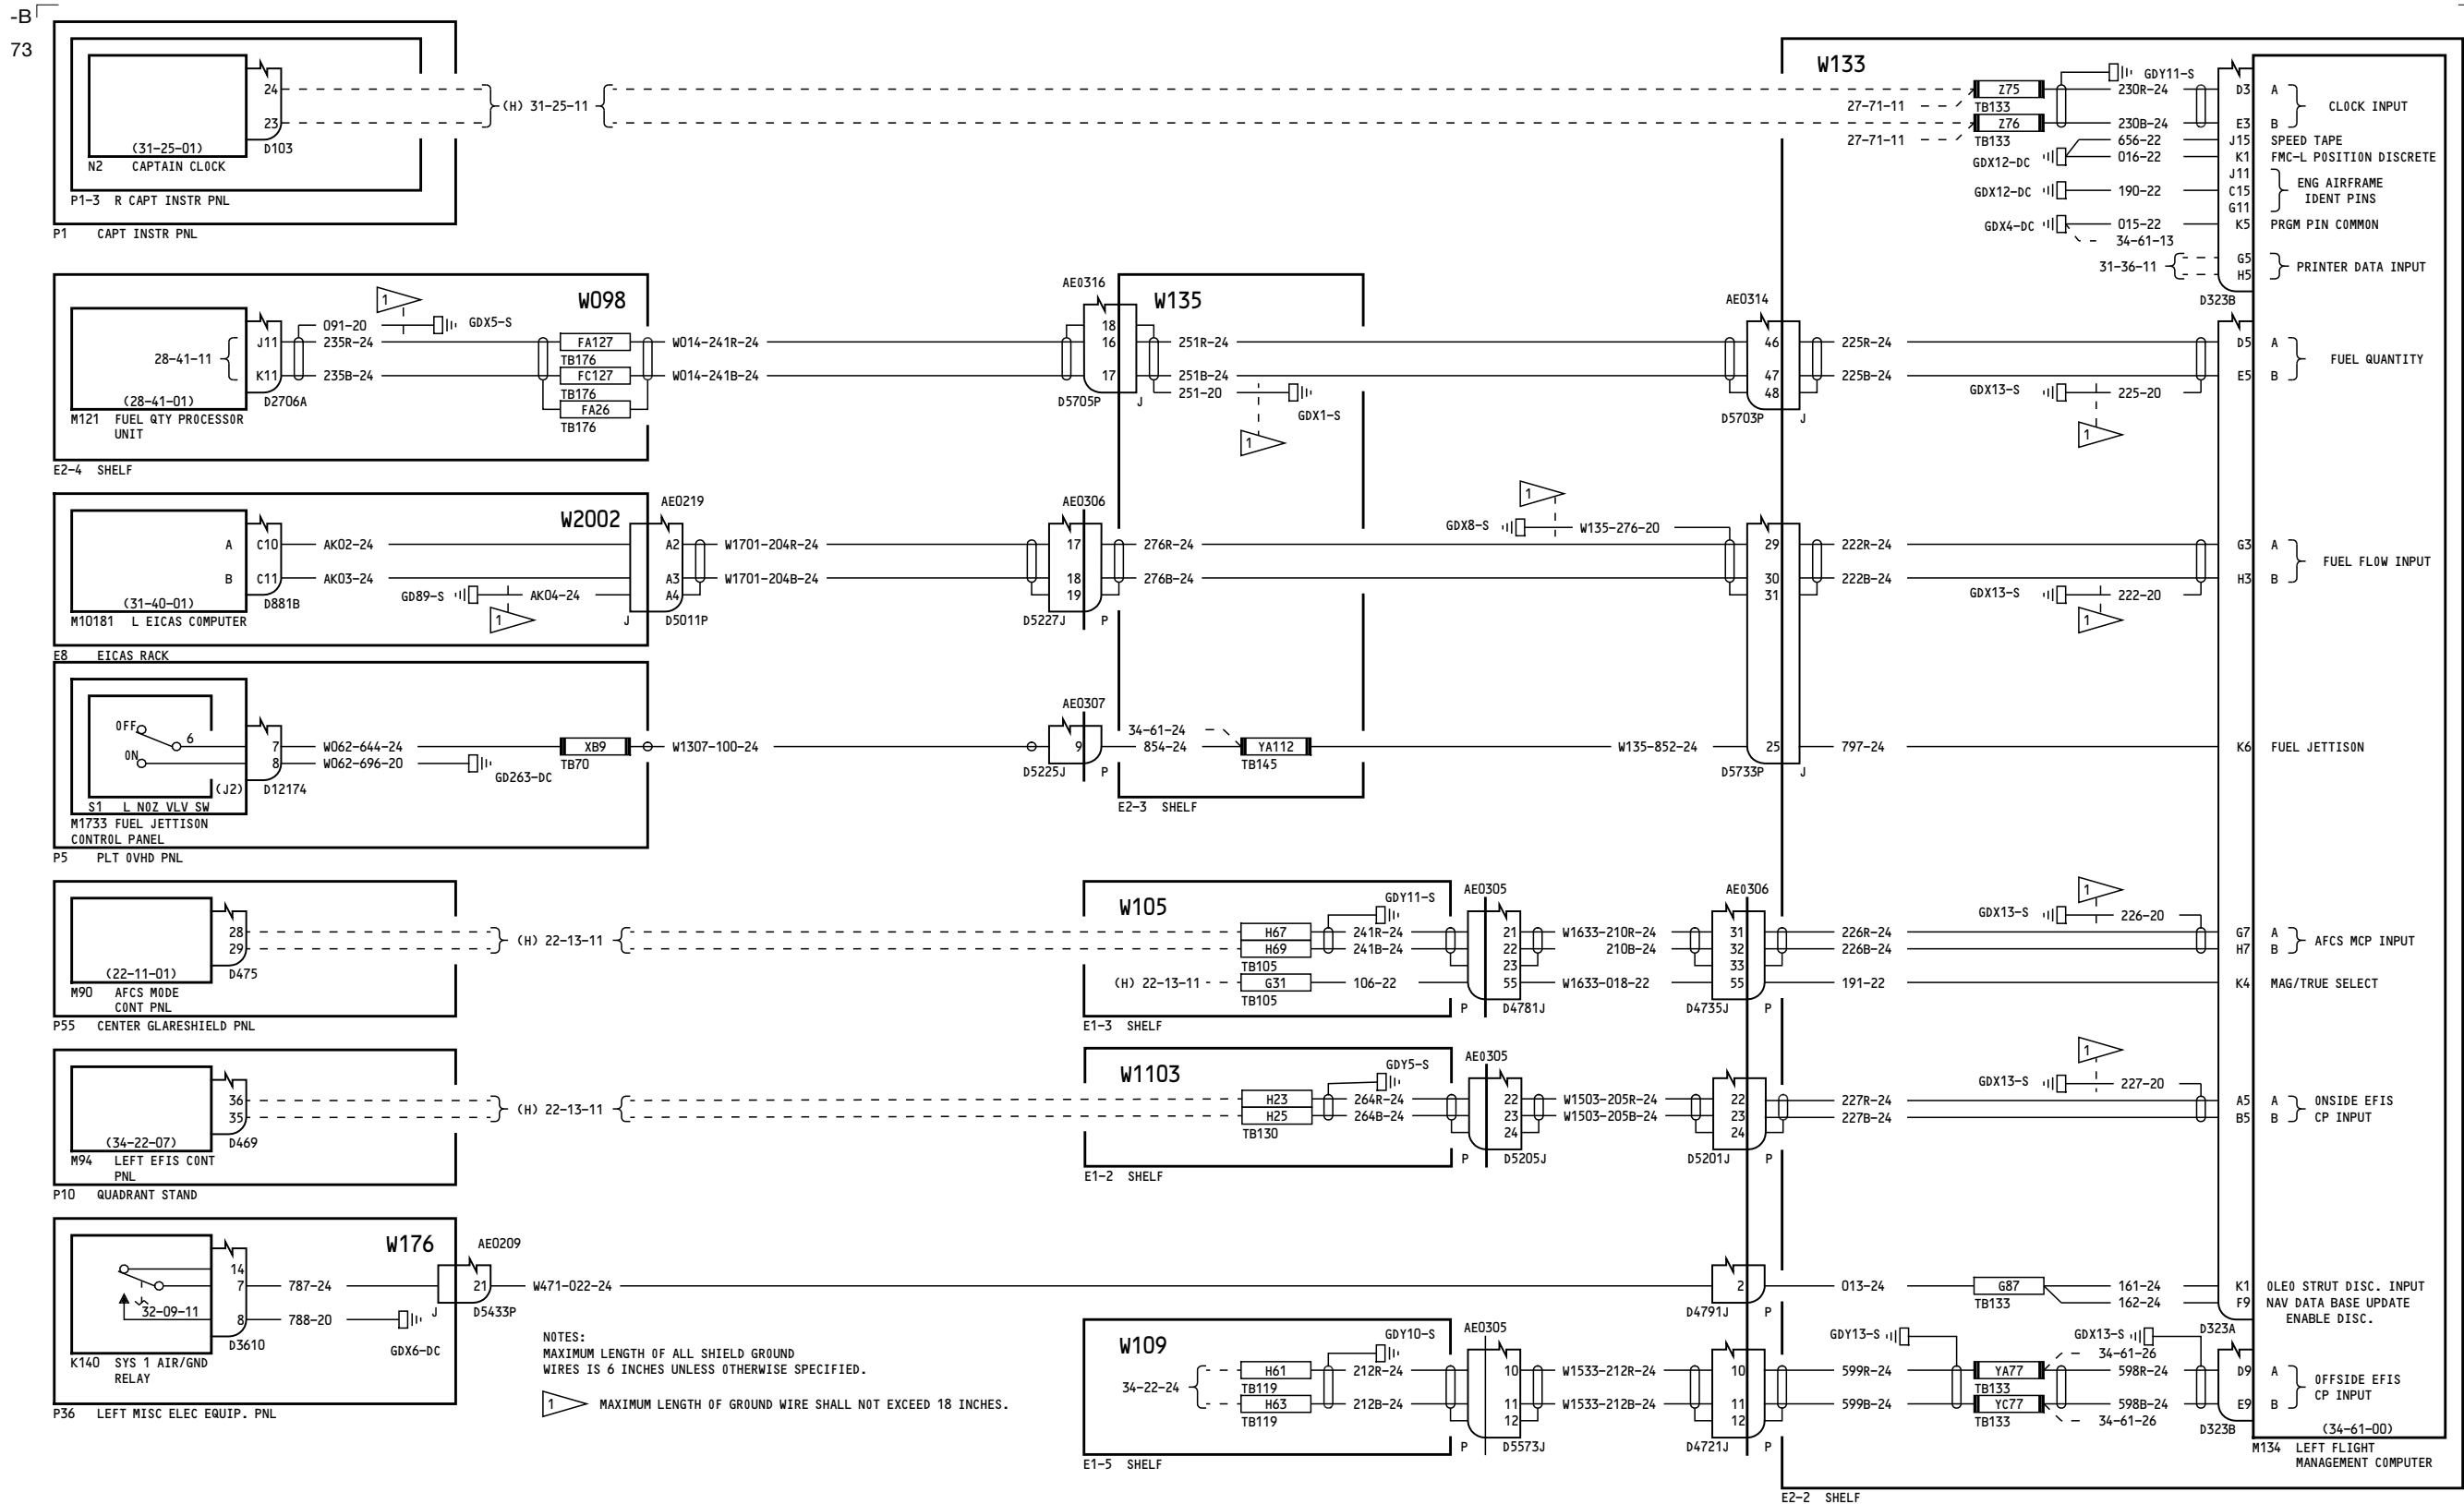 -B
73
24
23
(31-25-01)
D103
N2 CAPTAIN CLOCK
P1-3 R CAPT INSTR PNL
P1 CAPT INSTR PNL
(H) 31-25-11
W133
27-71-11
27-71-11
Z75
TB133
Z76
TB133
GDY11-S
230R-24
230B-24
656-22
GDX12-DC
016-22
GDX12-DC
190-22
GDX4-DC
015-22
34-61-13
31-36-11
D3 A
E3 B
CLOCK INPUT
J15 SPEED TAPE
K1 FMC-L POSITION DISCRETE
J11
C15
G11
ENG AIRFRAME
IDENT PINS
K5 PRGM PIN COMMON
G5
H5
PRINTER DATA INPUT
D323B
W098
1
091-20
GDX5-S
28-41-11
J11
235R-24
K11
235B-24
(28-41-01)
D2706A
M121 FUEL QTY PROCESSOR
UNIT
E2-4 SHELF
FA127
TB176
FC127
TB176
FA26
TB176
W014-241R-24
W014-241B-24
AE0316
18
16
17
D5705P
J
W135
251R-24
251B-24
251-20
GDX1-S
1
AE0314
46
47
48
D5703P
J
225R-24
225B-24
GDX13-S
225-20
1
D5 A
E5 B
FUEL QUANTITY
W2002
AE0219
A
C10
AK02-24
B
C11
AK03-24
(31-40-01)
D881B
GD89-S
AK04-24
1
M10181 L EICAS COMPUTER
E8 EICAS RACK
A2
A3
A4
J
D5011P
W1701-204R-24
W1701-204B-24
AE0306
17
18
19
D5227J
P
276R-24
276B-24
1
GDX8-S
W135-276-20
29
30
31
222R-24
222B-24
GDX13-S
222-20
1
G3 A
H3 B
FUEL FLOW INPUT
OFF
ON
6
7
8
W062-644-24
W062-696-20
(J2)
D12174
S1 L NOZ VLV SW
M1733 FUEL JETTISON
CONTROL PANEL
P5 PLT OVHD PNL
GD263-DC
XB9
TB70
W1307-100-24
AE0307
9
D5225J
P
34-61-24
854-24
YA112
TB145
E2-3 SHELF
W135-852-24
25
D5733P
J
797-24
K6 FUEL JETTISON
28
29
(22-11-01)
D475
M90 AFCS MODE
CONT PNL
P55 CENTER GLARESHIELD PNL
(H) 22-13-11
W105
GDY11-S
H67
241R-24
H69
241B-24
TB105
(H) 22-13-11
G31
106-22
TB105
E1-3 SHELF
AE0305
21
22
23
55
P
D4781J
W1633-210R-24
210B-24
W1633-018-22
AE0306
31
32
33
55
D4735J
P
226R-24
226B-24
191-22
GDX13-S
226-20
1
G7 A
H7 B
AFCS MCP INPUT
K4 MAG/TRUE SELECT
36
35
(34-22-07)
D469
M94 LEFT EFIS CONT
PNL
P10 QUADRANT STAND
(H) 22-13-11
W1103
GDY5-S
H23
264R-24
H25
264B-24
TB130
E1-2 SHELF
AE0305
22
23
24
P
D5205J
W1503-205R-24
W1503-205B-24
22
23
24
D5201J
P
227R-24
227B-24
GDX13-S
227-20
1
A5 A
B5 B
ONSIDE EFIS
CP INPUT
W176
AE0209
14
7
8
32-09-11
787-24
788-20
GDX6-DC
D3610
K140 SYS 1 AIR/GND
RELAY
P36 LEFT MISC ELEC EQUIP. PNL
21
J
D5433P
W471-022-24
2
D4791J
P
013-24
G87
TB133
161-24
162-24
K1 OLEO STRUT DISC. INPUT
F9 NAV DATA BASE UPDATE
ENABLE DISC.
D323A
NOTES:
MAXIMUM LENGTH OF ALL SHIELD GROUND
WIRES IS 6 INCHES UNLESS OTHERWISE SPECIFIED.
1 MAXIMUM LENGTH OF GROUND WIRE SHALL NOT EXCEED 18 INCHES.
W109
GDY10-S
34-22-24
H61
212R-24
TB119
H63
212B-24
TB119
E1-5 SHELF
AE0305
10
11
12
P
D5573J
W1533-212R-24
W1533-212B-24
10
11
12
D4721J
P
599R-24
599B-24
GDY13-S
GDX13-S
34-61-26
YA77
TB133
YC77
TB133
598R-24
598B-24
34-61-26
D9 A
E9 B
OFFSIDE EFIS
CP INPUT
D323B
(34-61-00)
M134 LEFT FLIGHT
MANAGEMENT COMPUTER
E2-2 SHELF